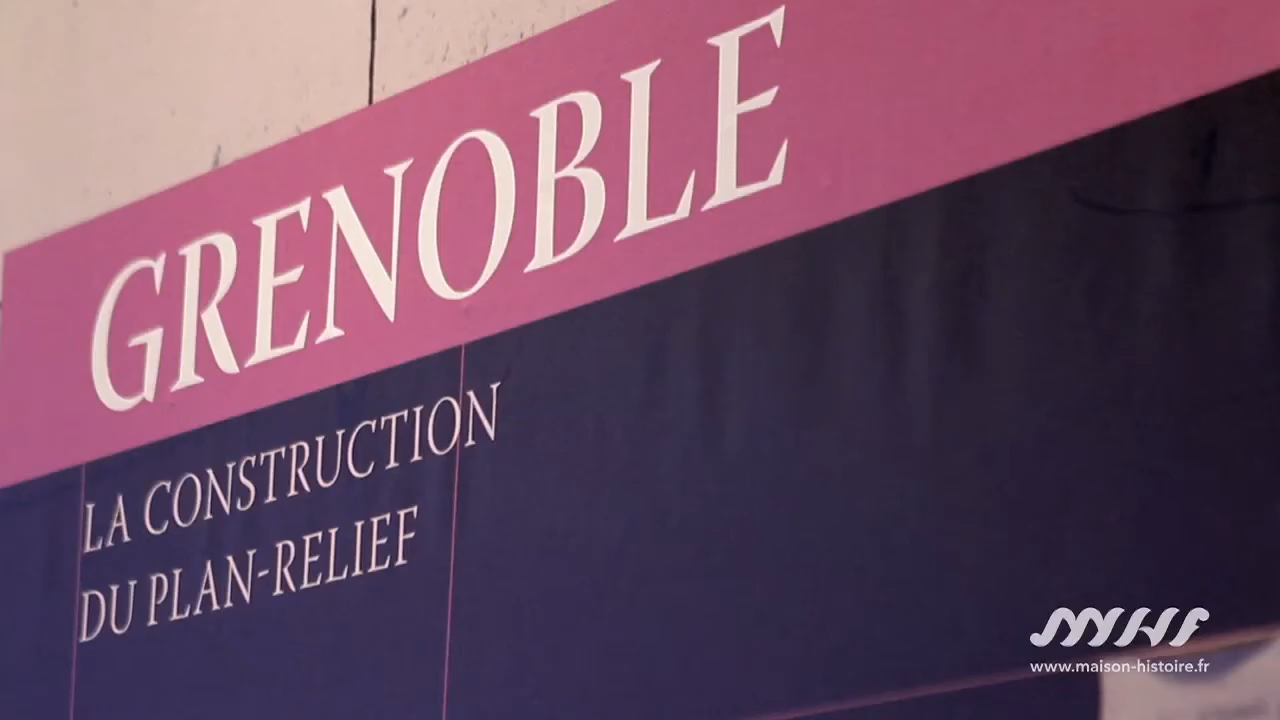 GRENOBLE
LA CONSTRUCTION
DU PLAN-RELIEF
MHF
www.maison-histoire.fr